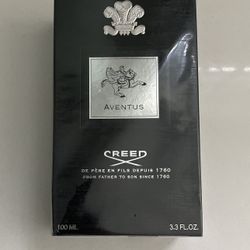 AVENTUS
CREED
DE PÈRE EN FILS DEPUIS 1760
FROM FATHER TO SON SINCE 1760
100 ML
3.3 FL.OZ.